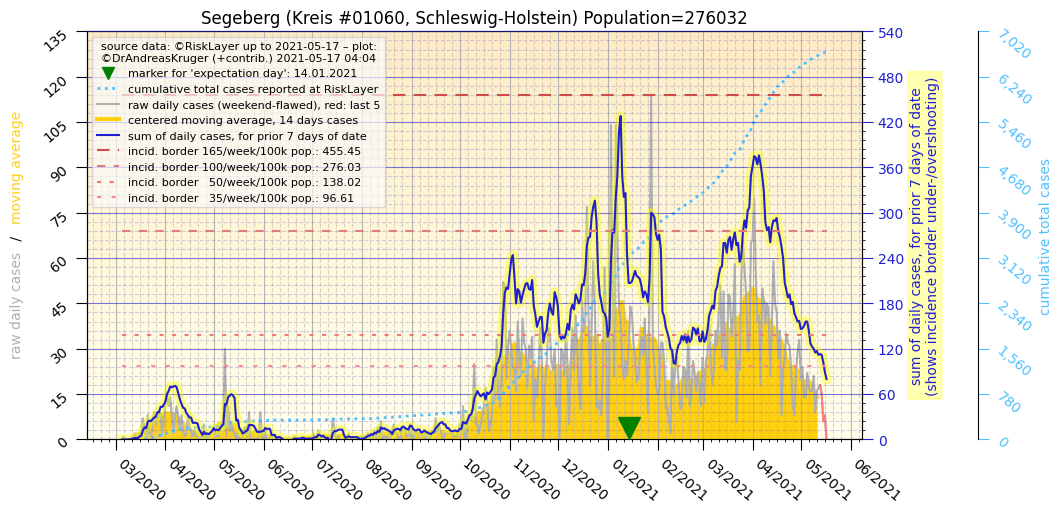 Segeberg (Kreis #01060, Schleswig-Holstein) Population=276032
source data: ©RiskLayer up to 2021-05-17 – plot:
©DrAndreasKruger (+contrib.) 2021-05-17 04:04
marker for 'expectation day': 14.01.2021
cumulative total cases reported at RiskLayer
raw daily cases (weekend-flawed), red: last 5
centered moving average, 14 days cases
sum of daily cases, for prior 7 days of date
incid. border 165/week/100k pop.: 455.45
incid. border 100/week/100k pop.: 276.03
incid. border   50/week/100k pop.: 138.02
incid. border   35/week/100k pop.: 96.61
raw daily cases   /   moving average
135
120
105
90
75
60
45
30
15
0
03/2020
04/2020
05/2020
06/2020
07/2020
08/2020
09/2020
10/2020
11/2020
12/2020
01/2021
02/2021
03/2021
04/2021
05/2021
06/2021
540
480
420
360
300
240
180
120
60
0
sum of daily cases, for prior 7 days of date
(shows incidence border under-/overshooting)
7,020
6,240
5,460
4,680
3,900
3,120
2,340
1,560
780
0
cumulative total cases